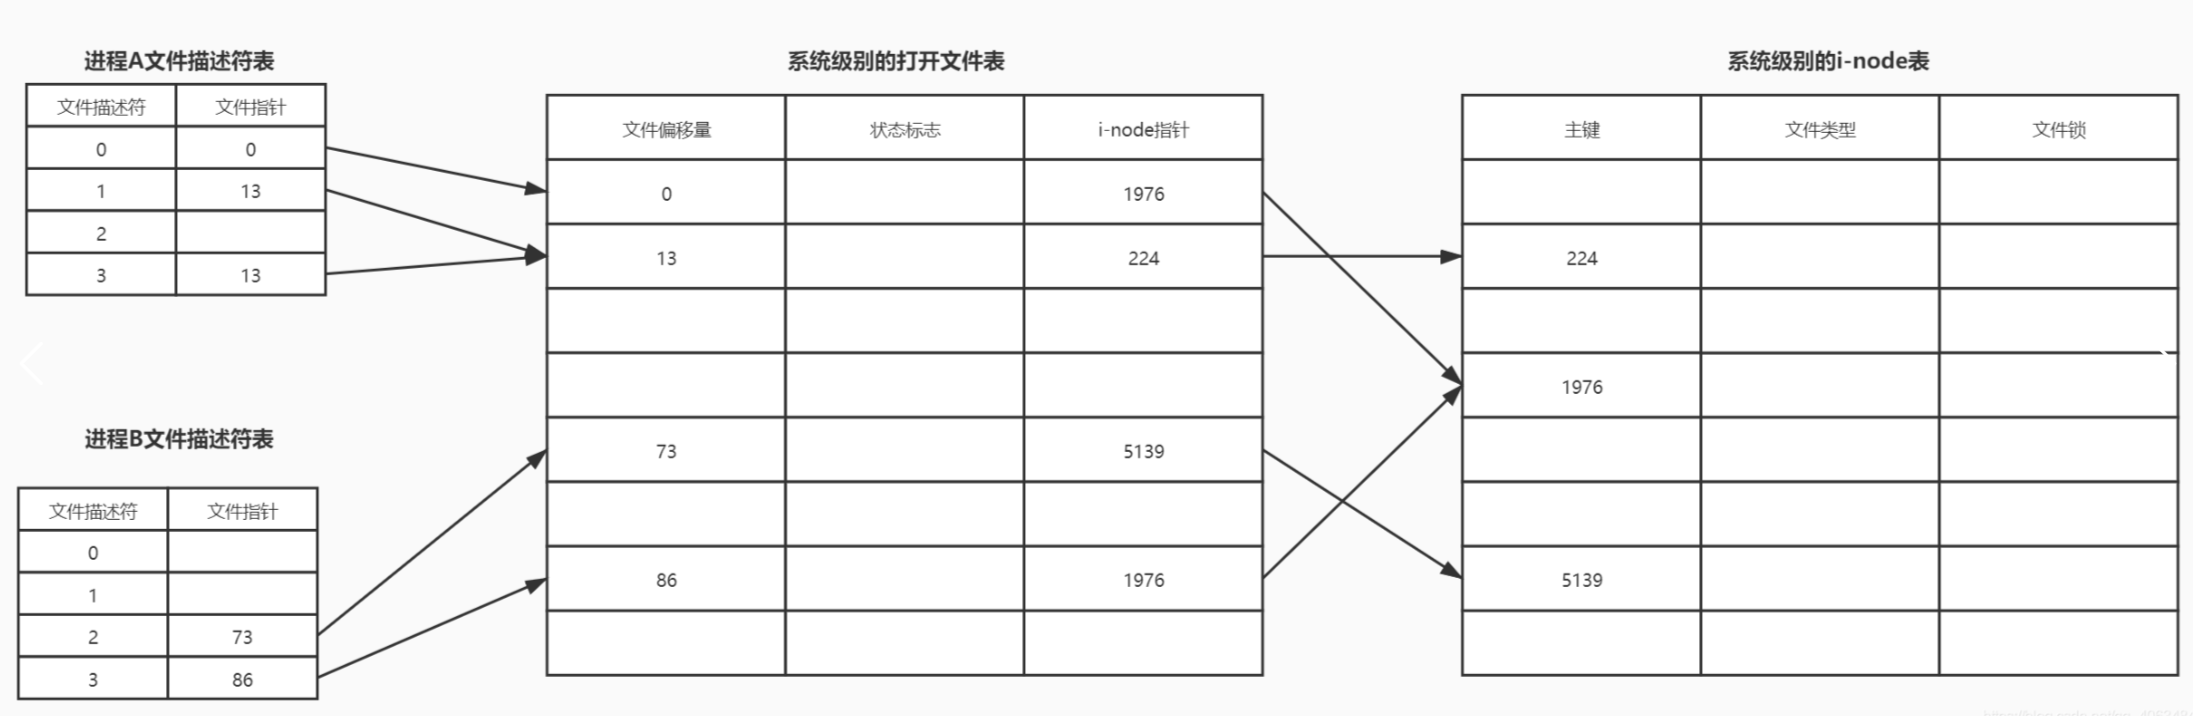 进程A文件描述符表
文件描述符 文件指针
0 0
1 13
2
3 13
进程B文件描述符表
文件描述符 文件指针
0
1
2 73
3 86
系统级别的打开文件表
文件偏移量 状态标志 i-node指针
0 1976
13 224
73 5139
86 1976
系统级别的i-node表
主键 文件类型 文件锁
224
1976
5139